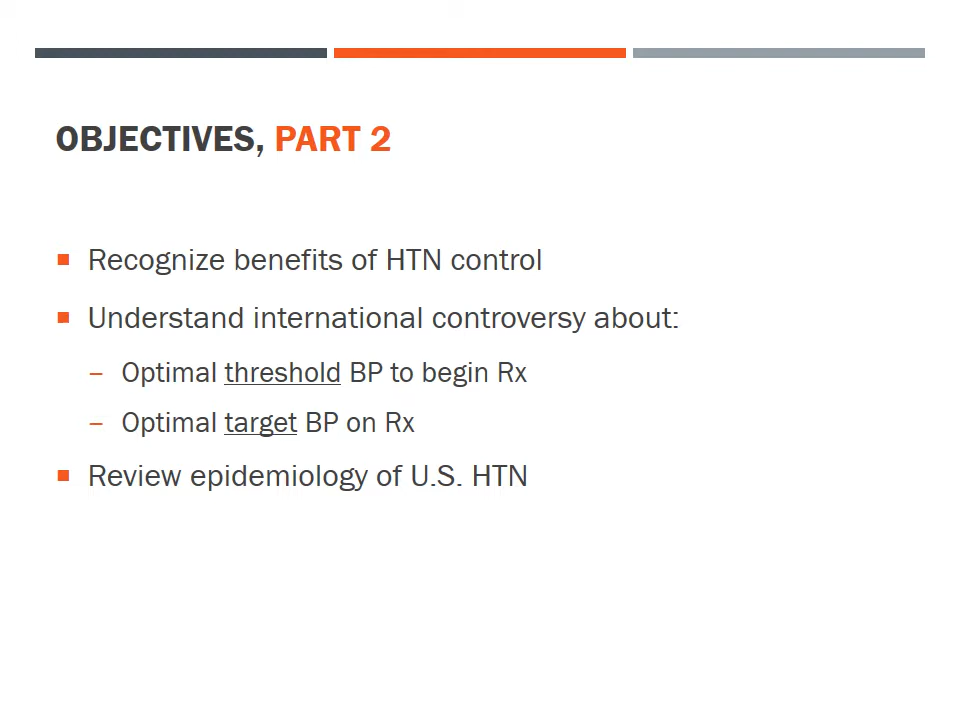 OBJECTIVES, PART 2
▪ Recognize benefits of HTN control
▪ Understand international controversy about:
– Optimal threshold BP to begin Rx
– Optimal target BP on Rx
▪ Review epidemiology of U.S. HTN